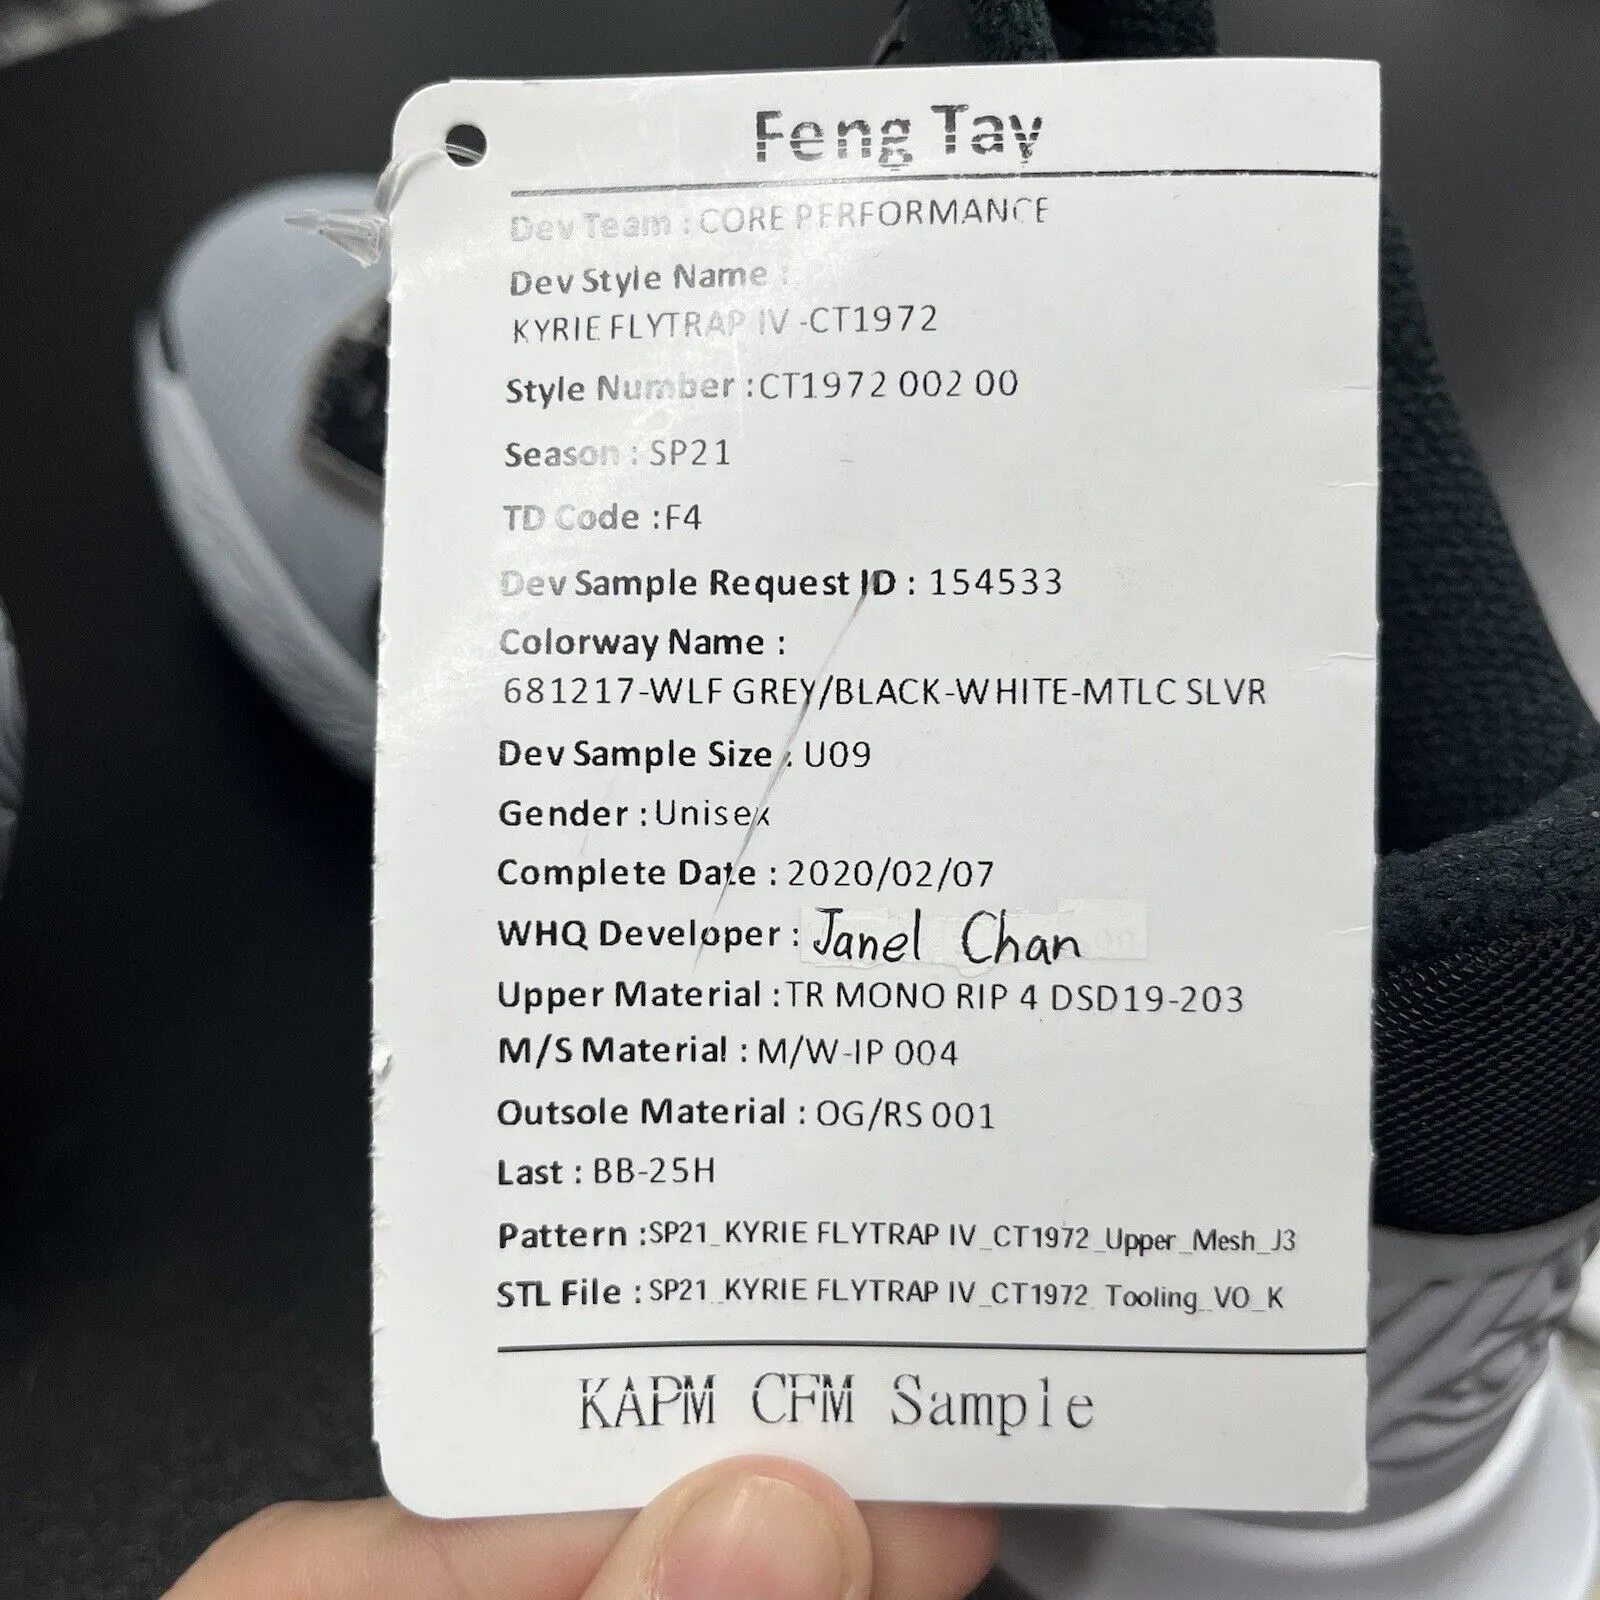 Feng Tay
Dev Team : CORE PERFORMANCE
Dev Style Name :
KYRIE FLYTRAP IV -CT1972
Style Number :CT1972 002 00
Season : SP21
TD Code :F4
Dev Sample Request ID : 154533
Colorway Name :
681217-WLF GREY/BLACK-WHITE-MTLC SLVR
Dev Sample Size : U09
Gender :Unisex
Complete Date : 2020/02/07
WHQ Developer : Janel Chan
Upper Material :TR MONO RIP 4 DSD19-203
M/S Material : M/W-IP 004
Outsole Material : OG/RS 001
Last : BB-25H
Pattern :SP21_KYRIE FLYTRAP IV_CT1972_Upper_Mesh_J3
STL File : SP21_KYRIE FLYTRAP IV_CT1972_Tooling_VO_K
KAPM CFM Sample